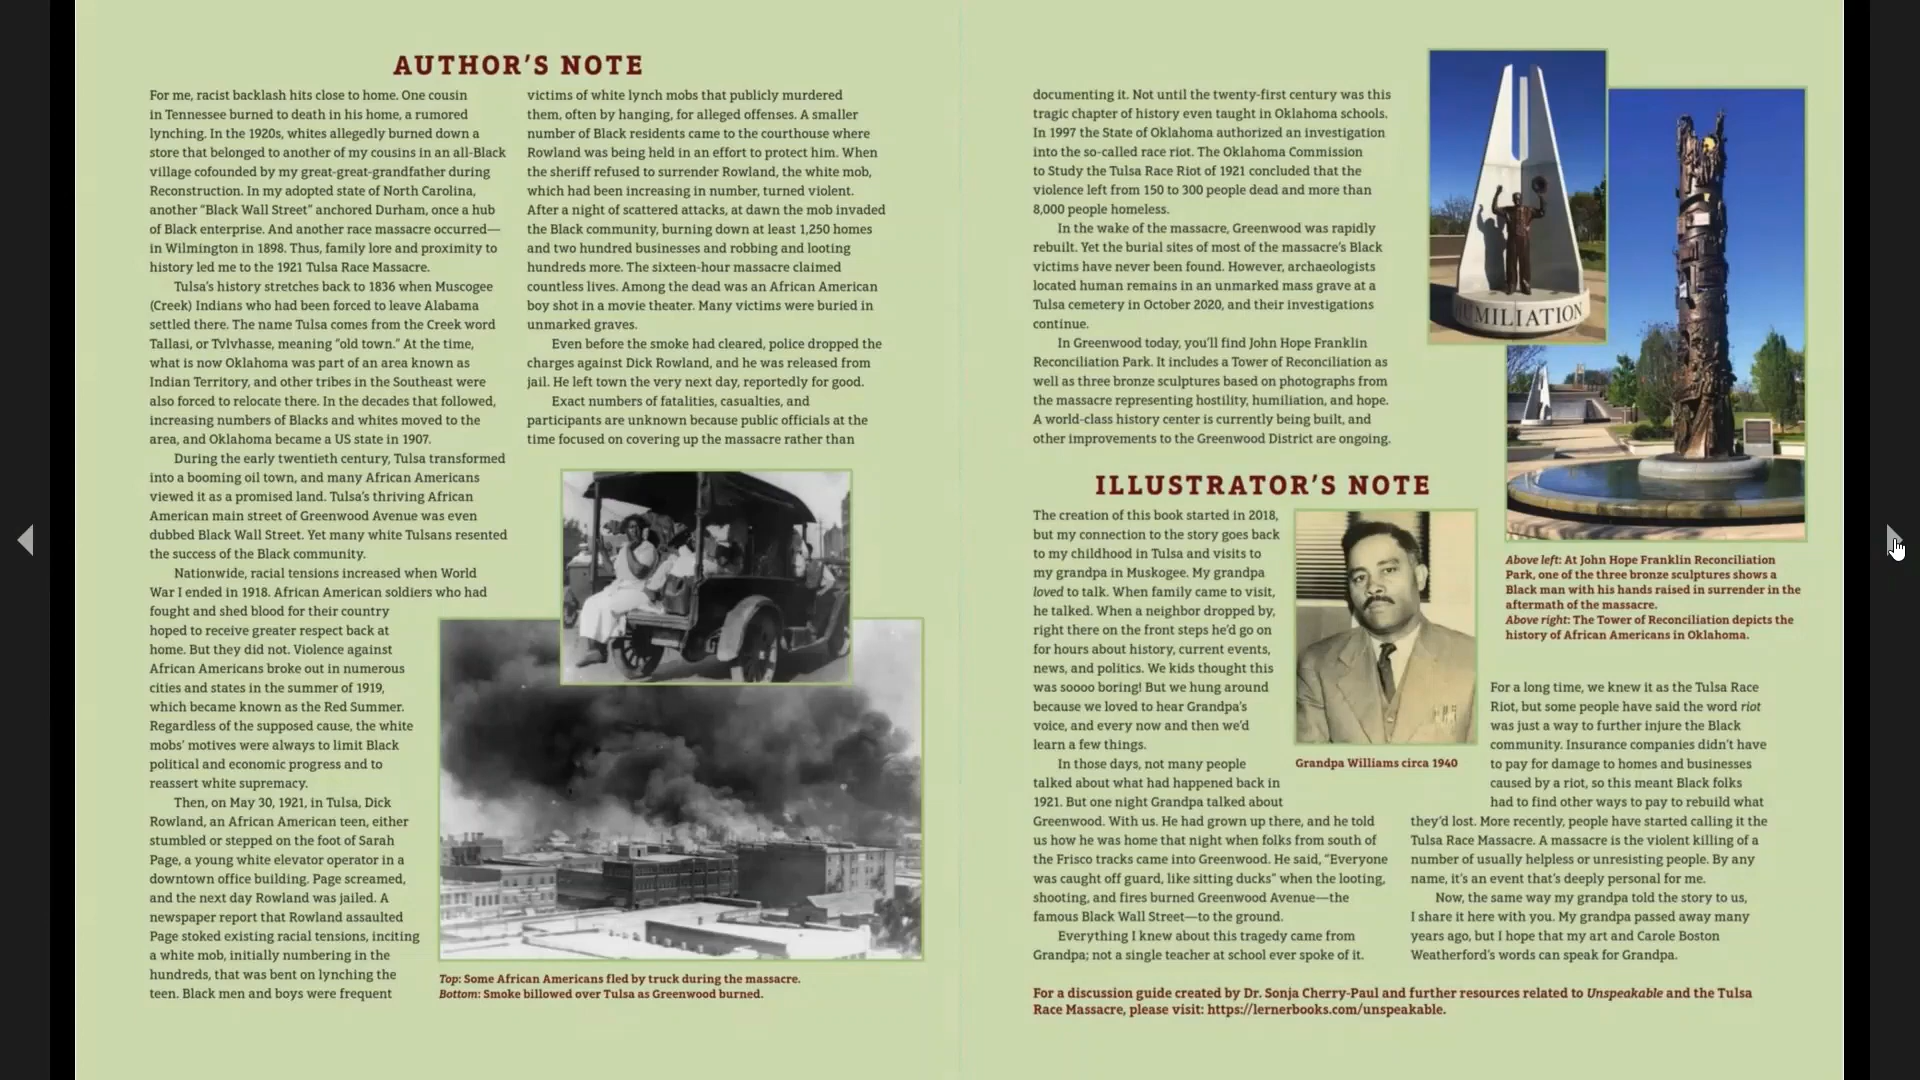 AUTHOR'S NOTE
For me, racist backlash hits close to home. One cousin
in Tennessee burned to death in his home, a rumored
lynching. In the 1920s, whites allegedly burned down a
store that belonged to another of my cousins in an all-Black
village cofounded by my great-great-grandfather during
Reconstruction. In my adopted state of North Carolina,
another “Black Wall Street” anchored Durham, once a hub
of Black enterprise. And another race massacre occurred—
in Wilmington in 1898. Thus, family lore and proximity to
history led me to the 1921 Tulsa Race Massacre.
Tulsa's history stretches back to 1836 when Muscogee
(Creek) Indians who had been forced to leave Alabama
settled there. The name Tulsa comes from the Creek word
Tallasi, or Tvlvhasse, meaning “old town.” At the time,
what is now Oklahoma was part of an area known as
Indian Territory, and other tribes in the Southeast were
also forced to relocate there. In the decades that followed,
increasing numbers of Blacks and whites moved to the
area, and Oklahoma became a US state in 1907.
During the early twentieth century, Tulsa transformed
into a booming oil town, and many African Americans
viewed it as a promised land. Tulsa's thriving African
American main street of Greenwood Avenue was even
dubbed Black Wall Street. Yet many white Tulsans resented
the success of the Black community.
Nationwide, racial tensions increased when World
War I ended in 1918. African American soldiers who had
fought and shed blood for their country
hoped to receive greater respect back at
home. But they did not. Violence against
African Americans broke out in numerous
cities and states in the summer of 1919,
which became known as the Red Summer.
Regardless of the supposed cause, the white
mobs' motives were always to limit Black
political and economic progress and to
reassert white supremacy.
Then, on May 30, 1921, in Tulsa, Dick
Rowland, an African American teen, either
stumbled or stepped on the foot of Sarah
Page, a young white elevator operator in a
downtown office building. Page screamed,
and the next day Rowland was jailed. A
newspaper report that Rowland assaulted
Page stoked existing racial tensions, inciting
a white mob, initially numbering in the
hundreds, that was bent on lynching the
teen. Black men and boys were frequent
victims of white lynch mobs that publicly murdered
them, often by hanging, for alleged offenses. A smaller
number of Black residents came to the courthouse where
Rowland was being held in an effort to protect him. When
the sheriff refused to surrender Rowland, the white mob,
which had been increasing in number, turned violent.
After a night of scattered attacks, at dawn the mob invaded
the Black community, burning down at least 1,250 homes
and two hundred businesses and robbing and looting
hundreds more. The sixteen-hour massacre claimed
countless lives. Among the dead was an African American
boy shot in a movie theater. Many victims were buried in
unmarked graves.
Even before the smoke had cleared, police dropped the
charges against Dick Rowland, and he was released from
jail. He left town the very next day, reportedly for good.
Exact numbers of fatalities, casualties, and
participants are unknown because public officials at the
time focused on covering up the massacre rather than
Top: Some African Americans fled by truck during the massacre.
Bottom: Smoke billowed over Tulsa as Greenwood burned.
documenting it. Not until the twenty-first century was this
tragic chapter of history even taught in Oklahoma schools.
In 1997 the State of Oklahoma authorized an investigation
into the so-called race riot. The Oklahoma Commission
to Study the Tulsa Race Riot of 1921 concluded that the
violence left from 150 to 300 people dead and more than
8,000 people homeless.
In the wake of the massacre, Greenwood was rapidly
rebuilt. Yet the burial sites of most of the massacre's Black
victims have never been found. However, archaeologists
located human remains in an unmarked mass grave at a
Tulsa cemetery in October 2020, and their investigations
continue.
In Greenwood today, you'll find John Hope Franklin
Reconciliation Park. It includes a Tower of Reconciliation as
well as three bronze sculptures based on photographs from
the massacre representing hostility, humiliation, and hope.
A world-class history center is currently being built, and
other improvements to the Greenwood District are ongoing.
HUMILIATION
Above left: At John Hope Franklin Reconciliation
Park, one of the three bronze sculptures shows a
Black man with his hands raised in surrender in the
aftermath of the massacre.
Above right: The Tower of Reconciliation depicts the
history of African Americans in Oklahoma.
ILLUSTRATOR'S NOTE
The creation of this book started in 2018,
but my connection to the story goes back
to my childhood in Tulsa and visits to
my grandpa in Muskogee. My grandpa
loved to talk. When family came to visit,
he talked. When a neighbor dropped by,
right there on the front steps he'd go on
for hours about history, current events,
news, and politics. We kids thought this
was soooo boring! But we hung around
because we loved to hear Grandpa's
voice, and every now and then we'd
learn a few things.
In those days, not many people
talked about what had happened back in
1921. But one night Grandpa talked about
Greenwood. With us. He had grown up there, and he told
us how he was home that night when folks from south of
the Frisco tracks came into Greenwood. He said, “Everyone
was caught off guard, like sitting ducks” when the looting,
shooting, and fires burned Greenwood Avenue—the
famous Black Wall Street—to the ground.
Everything I knew about this tragedy came from
Grandpa; not a single teacher at school ever spoke of it.
Grandpa Williams circa 1940
For a long time, we knew it as the Tulsa Race
Riot, but some people have said the word riot
was just a way to further injure the Black
community. Insurance companies didn't have
to pay for damage to homes and businesses
caused by a riot, so this meant Black folks
had to find other ways to pay to rebuild what
they'd lost. More recently, people have started calling it the
Tulsa Race Massacre. A massacre is the violent killing of a
number of usually helpless or unresisting people. By any
name, it's an event that's deeply personal for me.
Now, the same way my grandpa told the story to us,
I share it here with you. My grandpa passed away many
years ago, but I hope that my art and Carole Boston
Weatherford's words can speak for Grandpa.
For a discussion guide created by Dr. Sonja Cherry-Paul and further resources related to Unspeakable and the Tulsa
Race Massacre, please visit: https://lernerbooks.com/unspeakable.